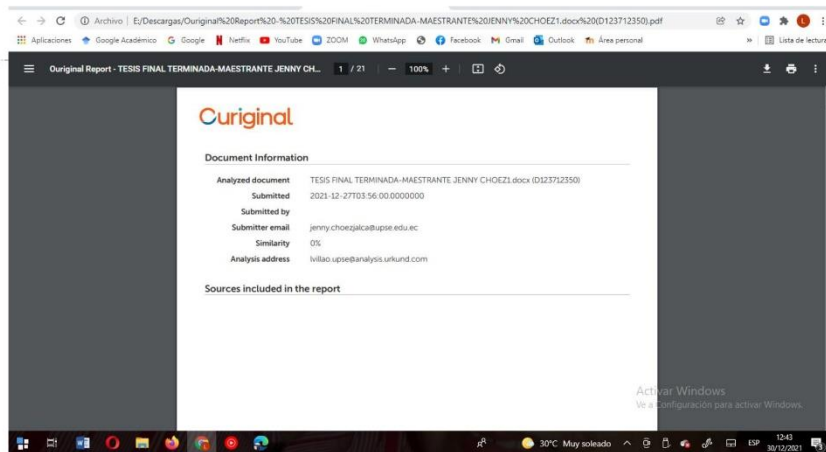 Archivo | E:/Descargas/Ouriginal%20Report%20-%20TESIS%20FINAL%20TERMINADA-MAESTRANTE%20JENNY%20CHOEZ1.docx%20(D123712350).pdf
Aplicaciones Google Académico Google Netflix YouTube ZOOM WhatsApp Facebook Gmail Outlook Área personal » Lista de lectura
Ouriginal Report - TESIS FINAL TERMINADA-MAESTRANTE JENNY CH... 1 / 21 — 100% +
Ouriginal
Document Information
Analyzed document TESIS FINAL TERMINADA-MAESTRANTE JENNY CHOEZ1.docx (D123712350)
Submitted 2021-12-27T03:56:00.0000000
Submitted by
Submitter email jenny.choezjalca@upse.edu.ec
Similarity 0%
Analysis address lvillao.upse@analysis.urkund.com
Sources included in the report
Activar Windows
Ve a Configuración para activar Windows.
30°C Muy soleado ESP 12:43
30/12/2021